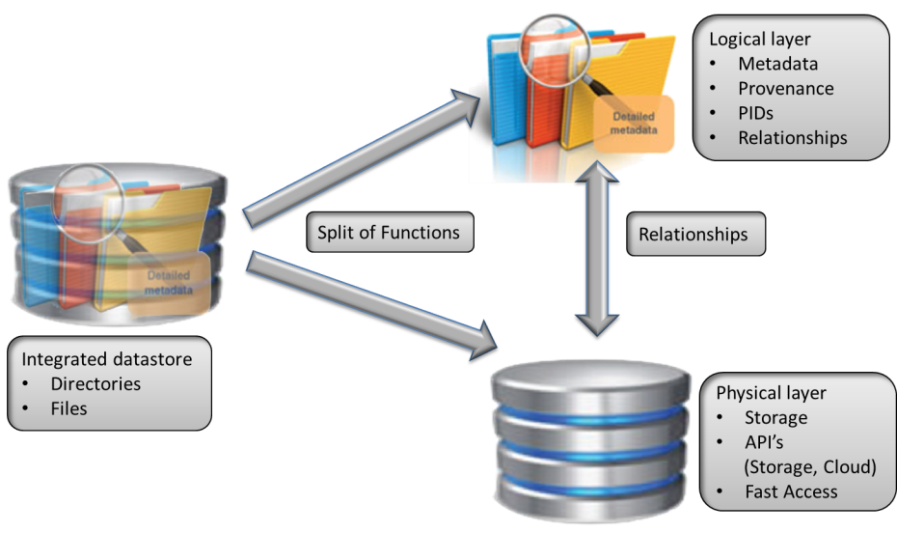 Logical layer
• Metadata
• Provenance
• PIDs
• Relationships
Detailed
metadata
Split of Functions
Relationships
Detailed
metadata
Integrated datastore
• Directories
• Files
Physical layer
• Storage
• API's
(Storage, Cloud)
• Fast Access